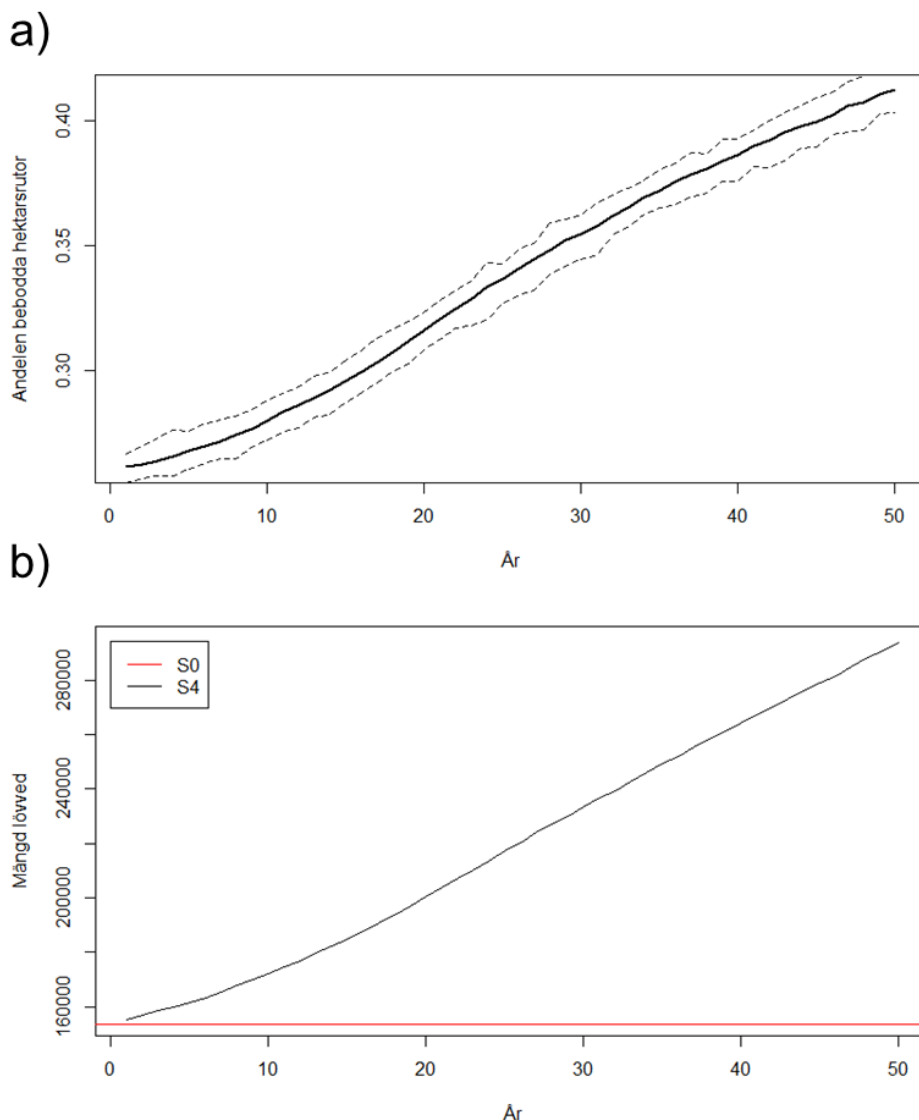 a)
Andelen bebodda hektarsrutor
0.40
0.35
0.30
0 10 20 30 40 50
År
b)
S0
S4
Mängd lövved
280000
240000
200000
160000
0 10 20 30 40 50
År